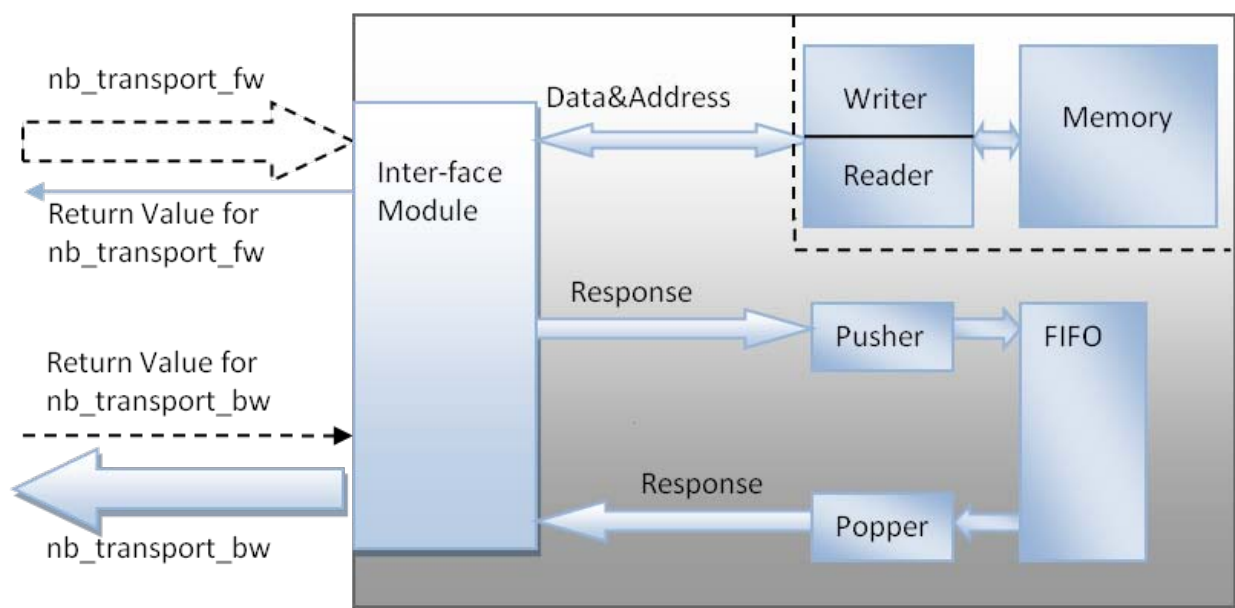 nb_transport_fw
Return Value for
nb_transport_fw
Return Value for
nb_transport_bw
nb_transport_bw
Inter-face
Module
Data&Address
Writer
Reader
Memory
Response
Pusher
FIFO
Response
Popper